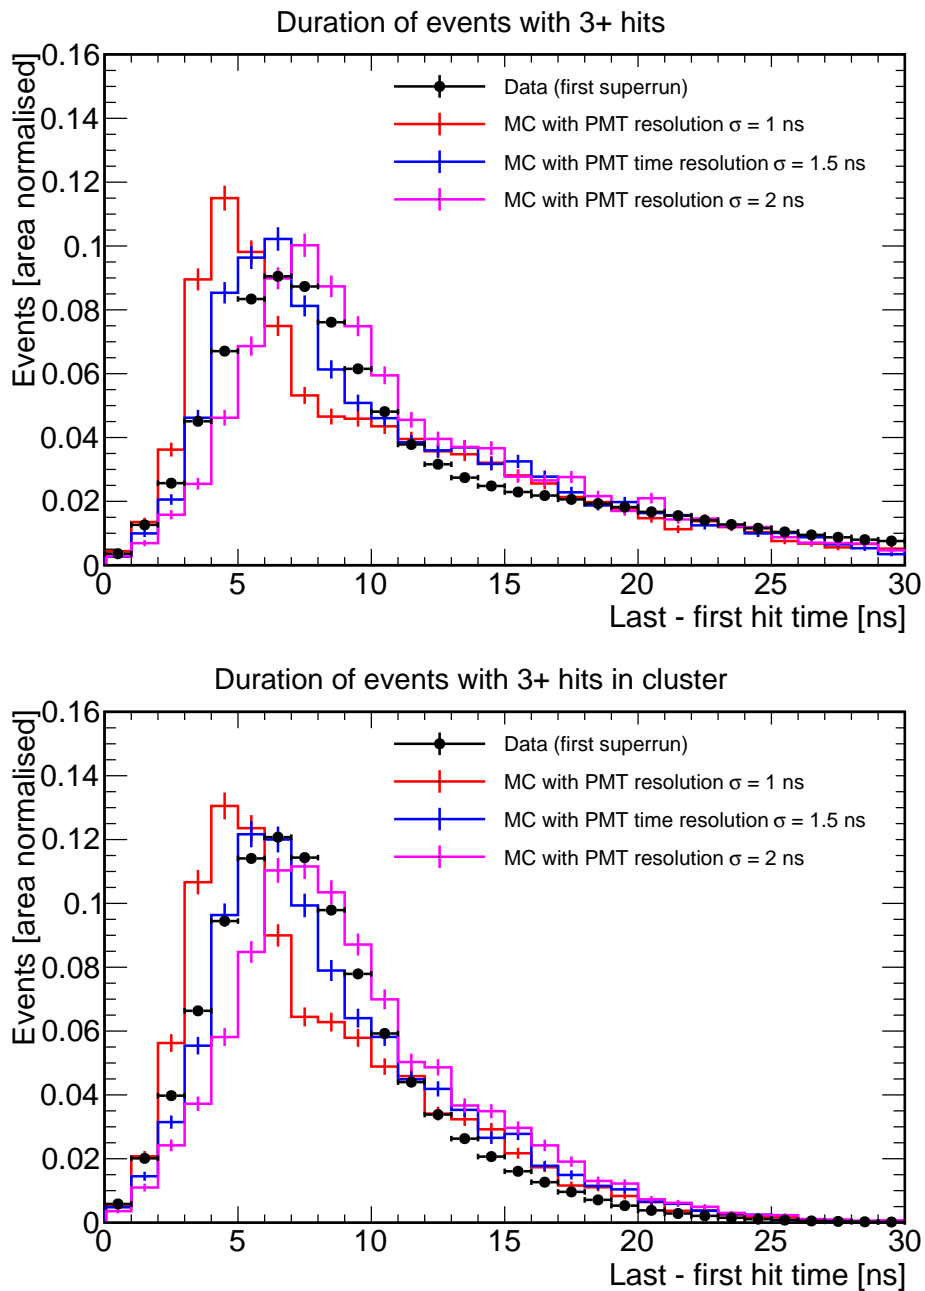 Duration of events with 3+ hits
Events [area normalised]
0.16
0.14
0.12
0.1
0.08
0.06
0.04
0.02
0
Data (first superrun)
MC with PMT resolution σ = 1 ns
MC with PMT time resolution σ = 1.5 ns
MC with PMT resolution σ = 2 ns
0 5 10 15 20 25 30
Last - first hit time [ns]
Duration of events with 3+ hits in cluster
Events [area normalised]
0.16
0.14
0.12
0.1
0.08
0.06
0.04
0.02
0
Data (first superrun)
MC with PMT resolution σ = 1 ns
MC with PMT time resolution σ = 1.5 ns
MC with PMT resolution σ = 2 ns
0 5 10 15 20 25 30
Last - first hit time [ns]